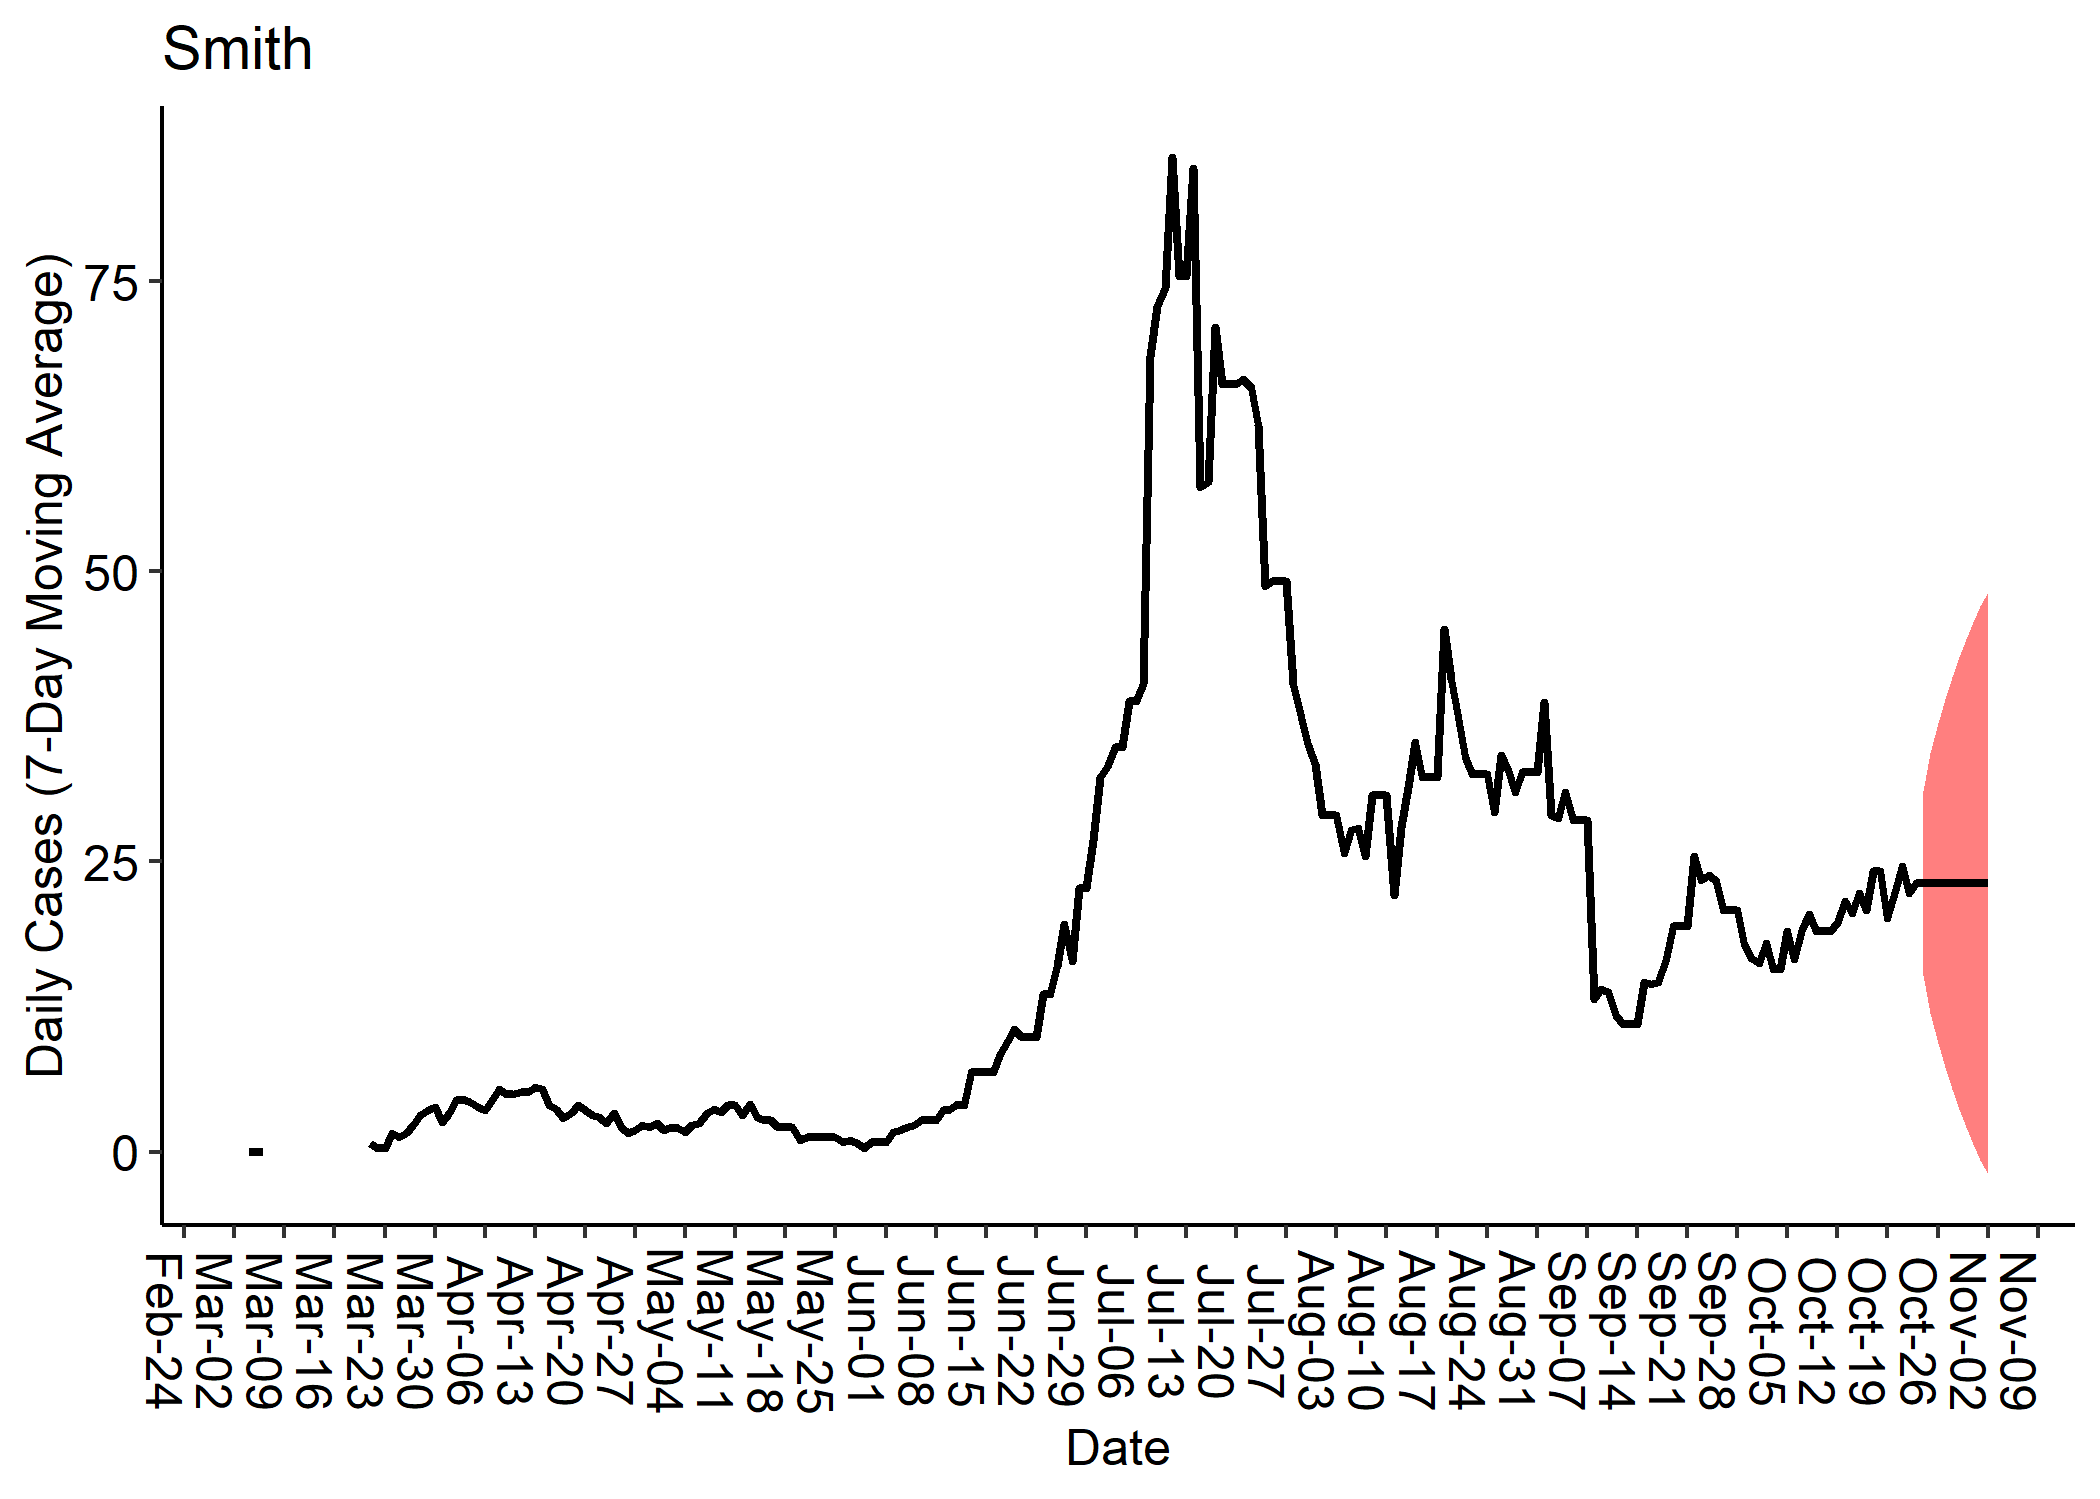 Smith
Daily Cases (7-Day Moving Average)
75
50
25
0
Feb-24
Mar-02
Mar-09
Mar-16
Mar-23
Mar-30
Apr-06
Apr-13
Apr-20
Apr-27
May-04
May-11
May-18
May-25
Jun-01
Jun-08
Jun-15
Jun-22
Jun-29
Jul-06
Jul-13
Jul-20
Jul-27
Aug-03
Aug-10
Aug-17
Aug-24
Aug-31
Sep-07
Sep-14
Sep-21
Sep-28
Oct-05
Oct-12
Oct-19
Oct-26
Nov-02
Nov-09
Date